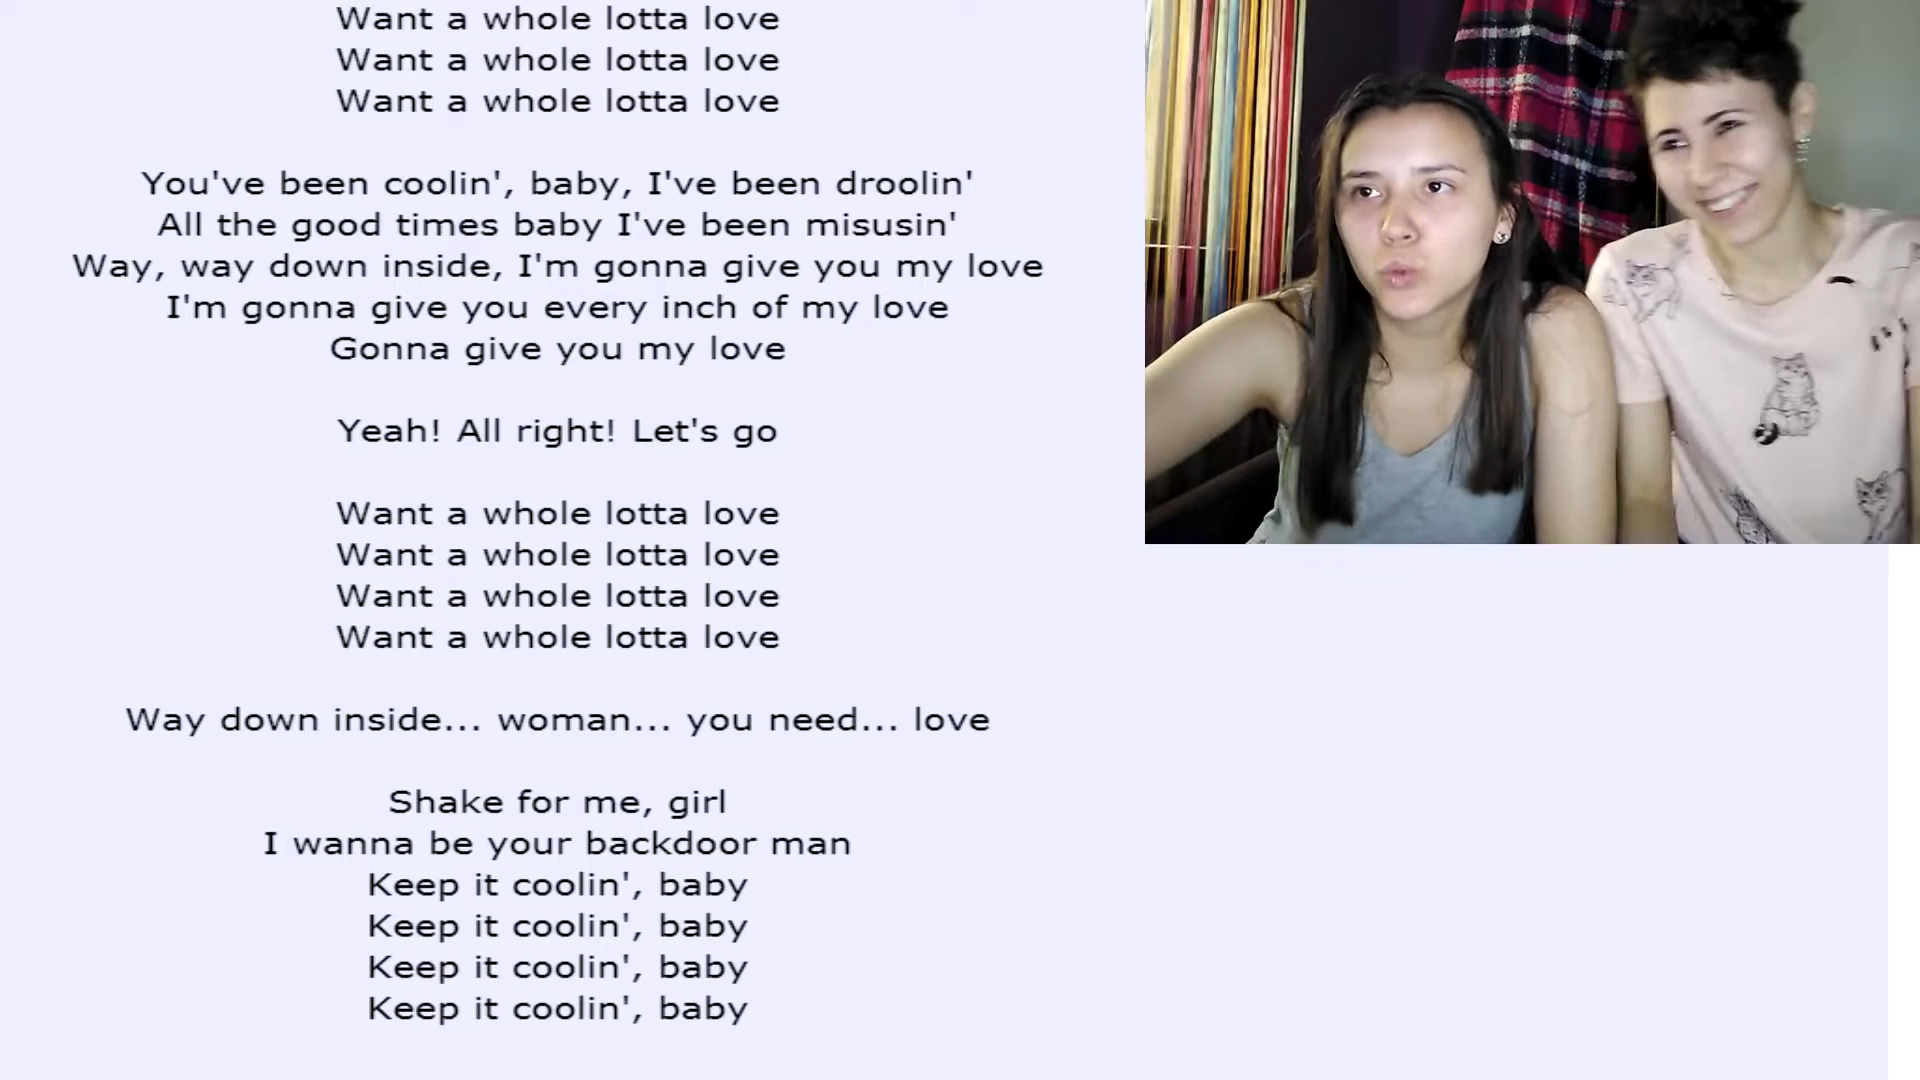 Want a whole lotta love
Want a whole lotta love
Want a whole lotta love
You've been coolin', baby, I've been droolin'
All the good times baby I've been misusin'
Way, way down inside, I'm gonna give you my love
I'm gonna give you every inch of my love
Gonna give you my love
Yeah! All right! Let's go
Want a whole lotta love
Want a whole lotta love
Want a whole lotta love
Want a whole lotta love
Way down inside... woman... you need... love
Shake for me, girl
I wanna be your backdoor man
Keep it coolin', baby
Keep it coolin', baby
Keep it coolin', baby
Keep it coolin', baby